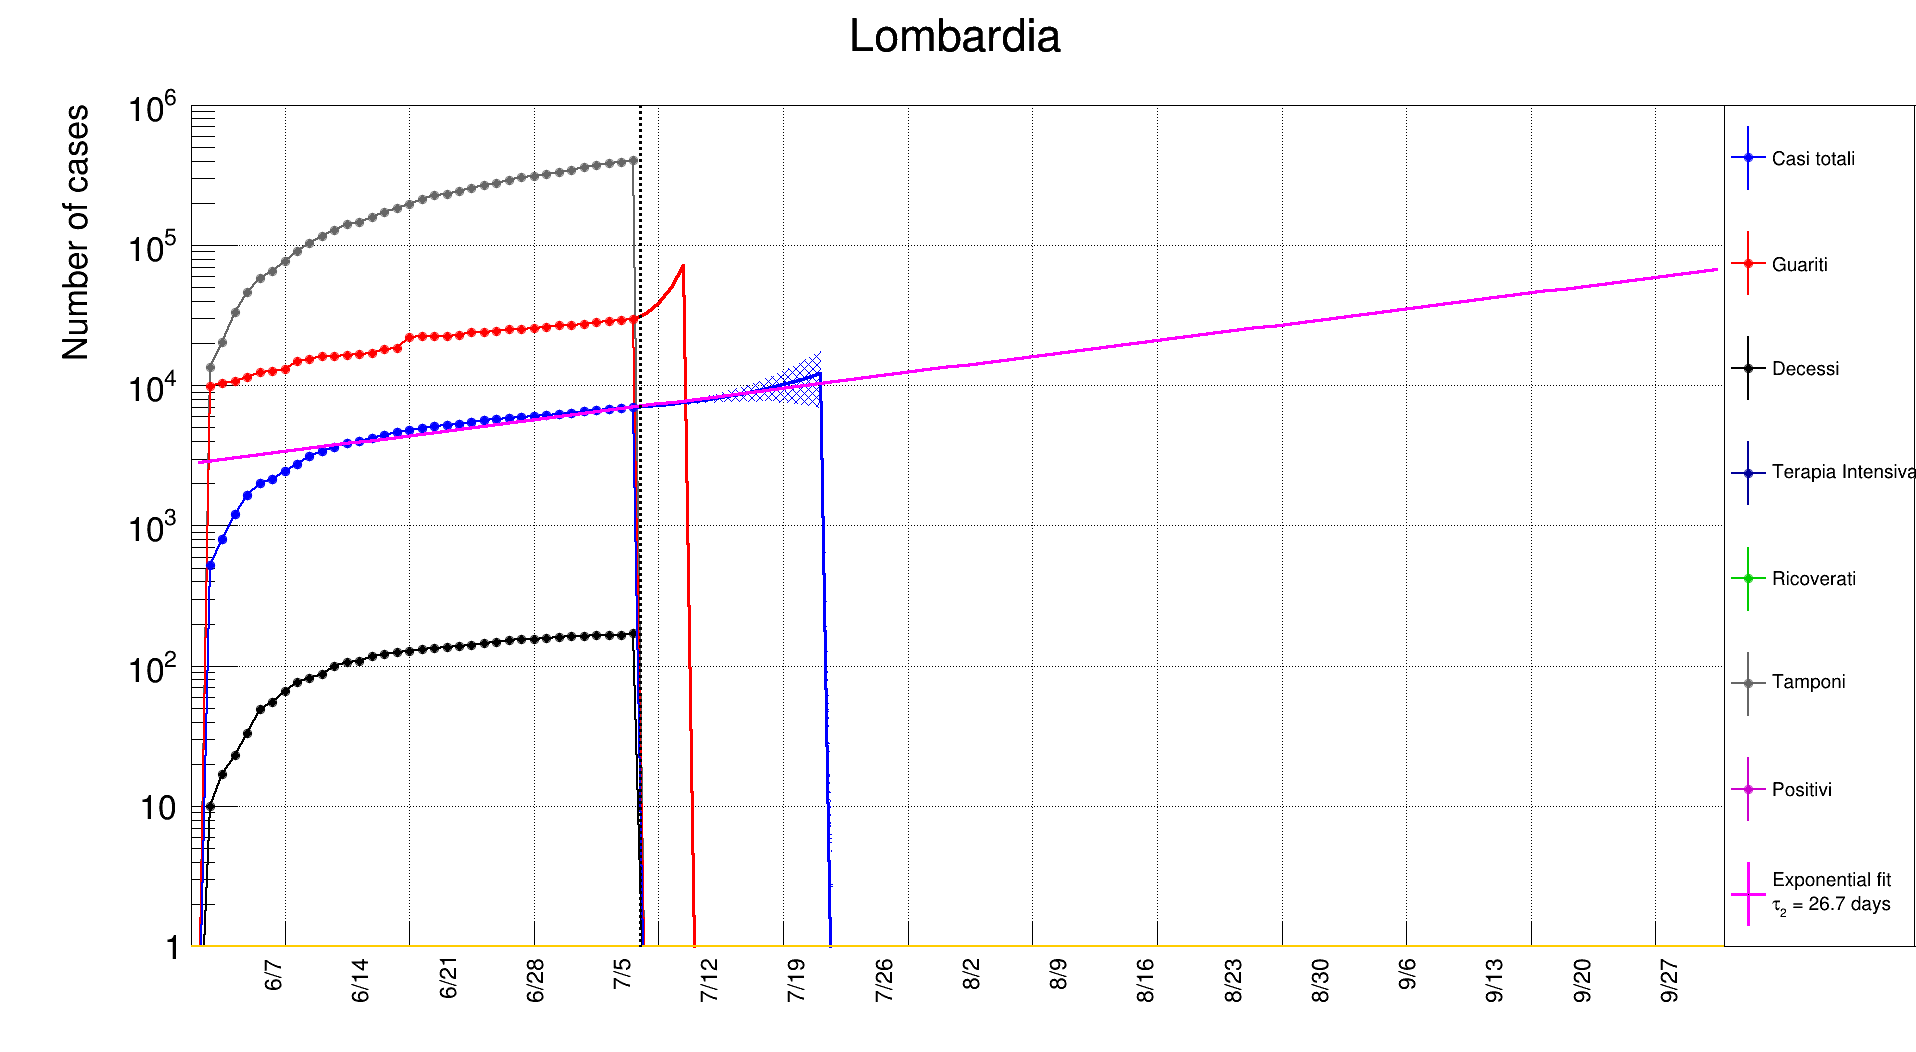 Lombardia
Number of cases
10^6
10^5
10^4
10^3
10^2
10
1
6/7
6/14
6/21
6/28
7/5
7/12
7/19
7/26
8/2
8/9
8/16
8/23
8/30
9/6
9/13
9/20
9/27
Casi totali
Guariti
Decessi
Terapia Intensiva
Ricoverati
Tamponi
Positivi
Exponential fit
τ₂ = 26.7 days